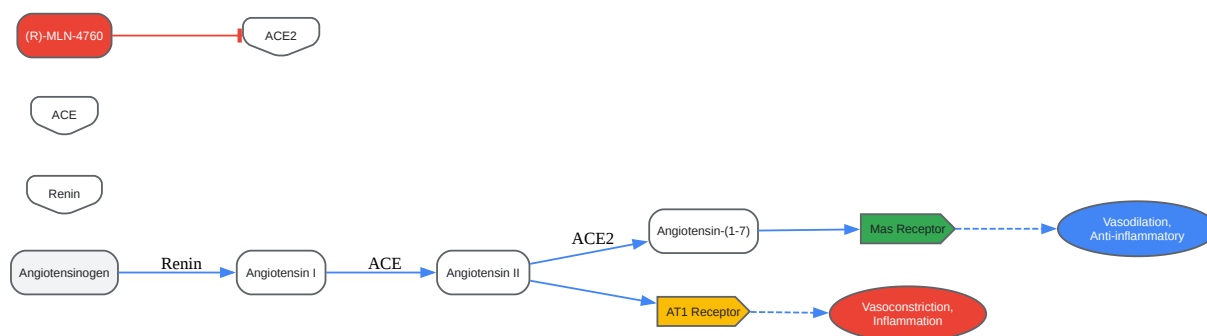 (R)-MLN-4760
ACE2
ACE
Renin
Angiotensinogen
Renin
Angiotensin I
ACE
Angiotensin II
ACE2
Angiotensin-(1-7)
Mas Receptor
Vasodilation,
Anti-inflammatory
AT1 Receptor
Vasoconstriction,
Inflammation